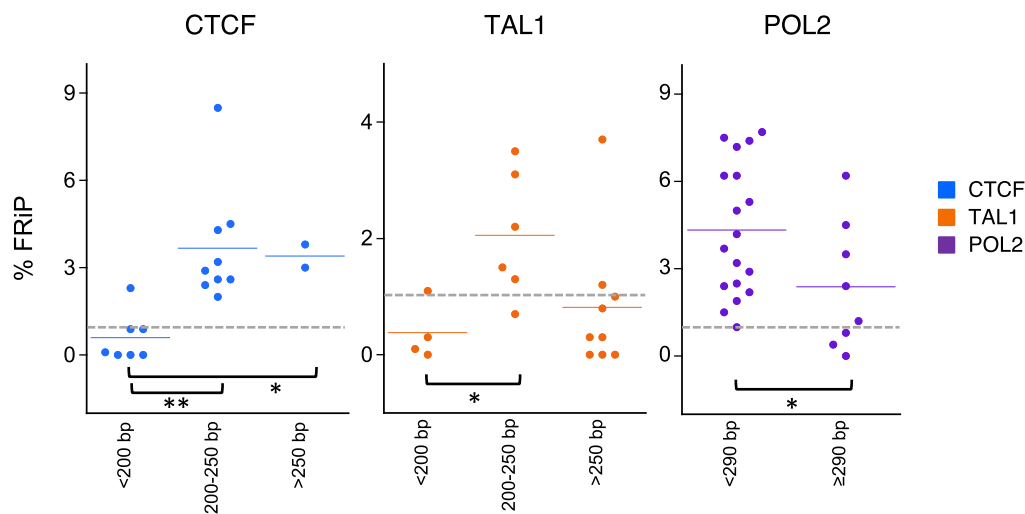 CTCF TAL1 POL2
% FRiP
9 6 3 0
4 2 0
9 6 3 0
** *
*
*
<200 bp 200-250 bp >250 bp
<200 bp 200-250 bp >250 bp
<290 bp ≥290 bp
CTCF
TAL1
POL2